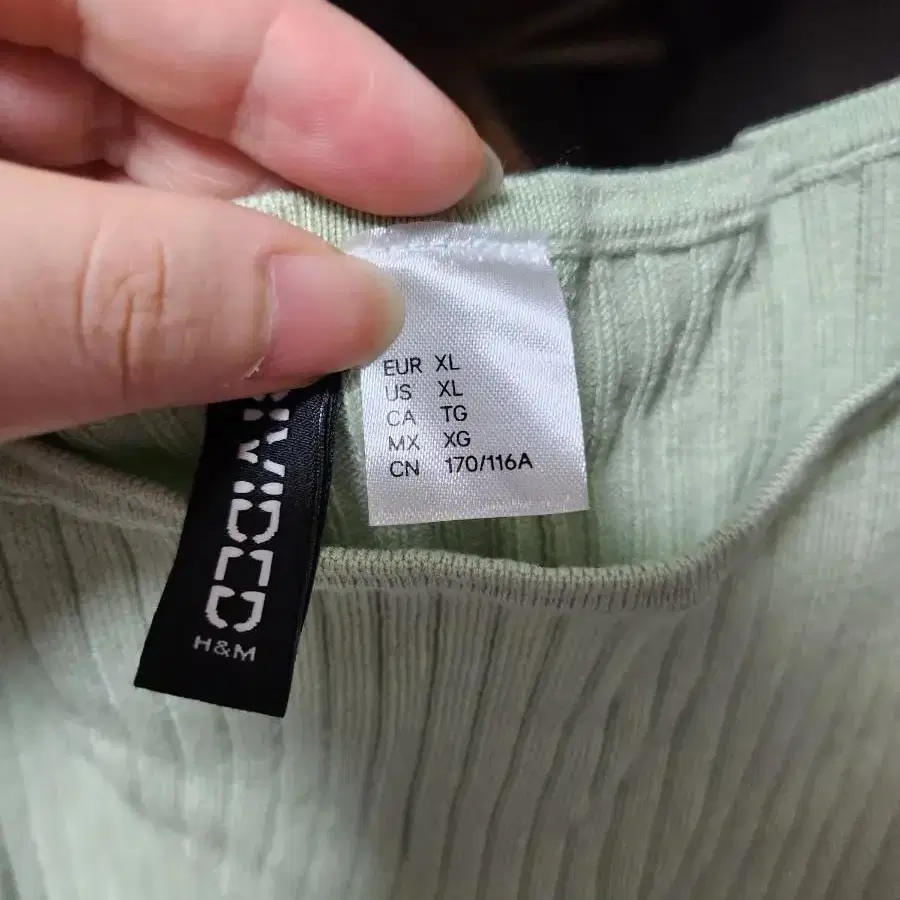 EUR XL
US XL
CA TG
MX XG
CN 170/116A
H&M